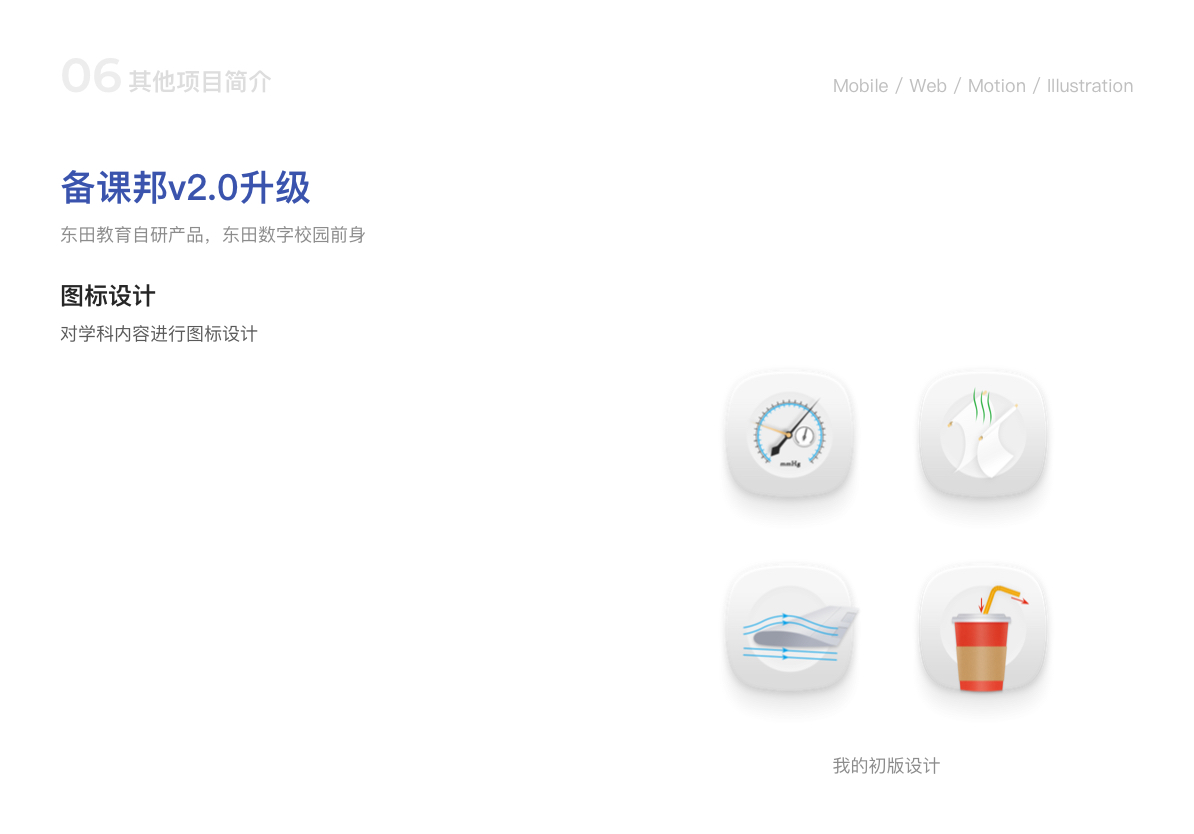 06 其他项目简介
Mobile / Web / Motion / Illustration
备课邦v2.0升级
东田教育自研产品，东田数字校园前身
图标设计
对学科内容进行图标设计
mmHg
我的初版设计